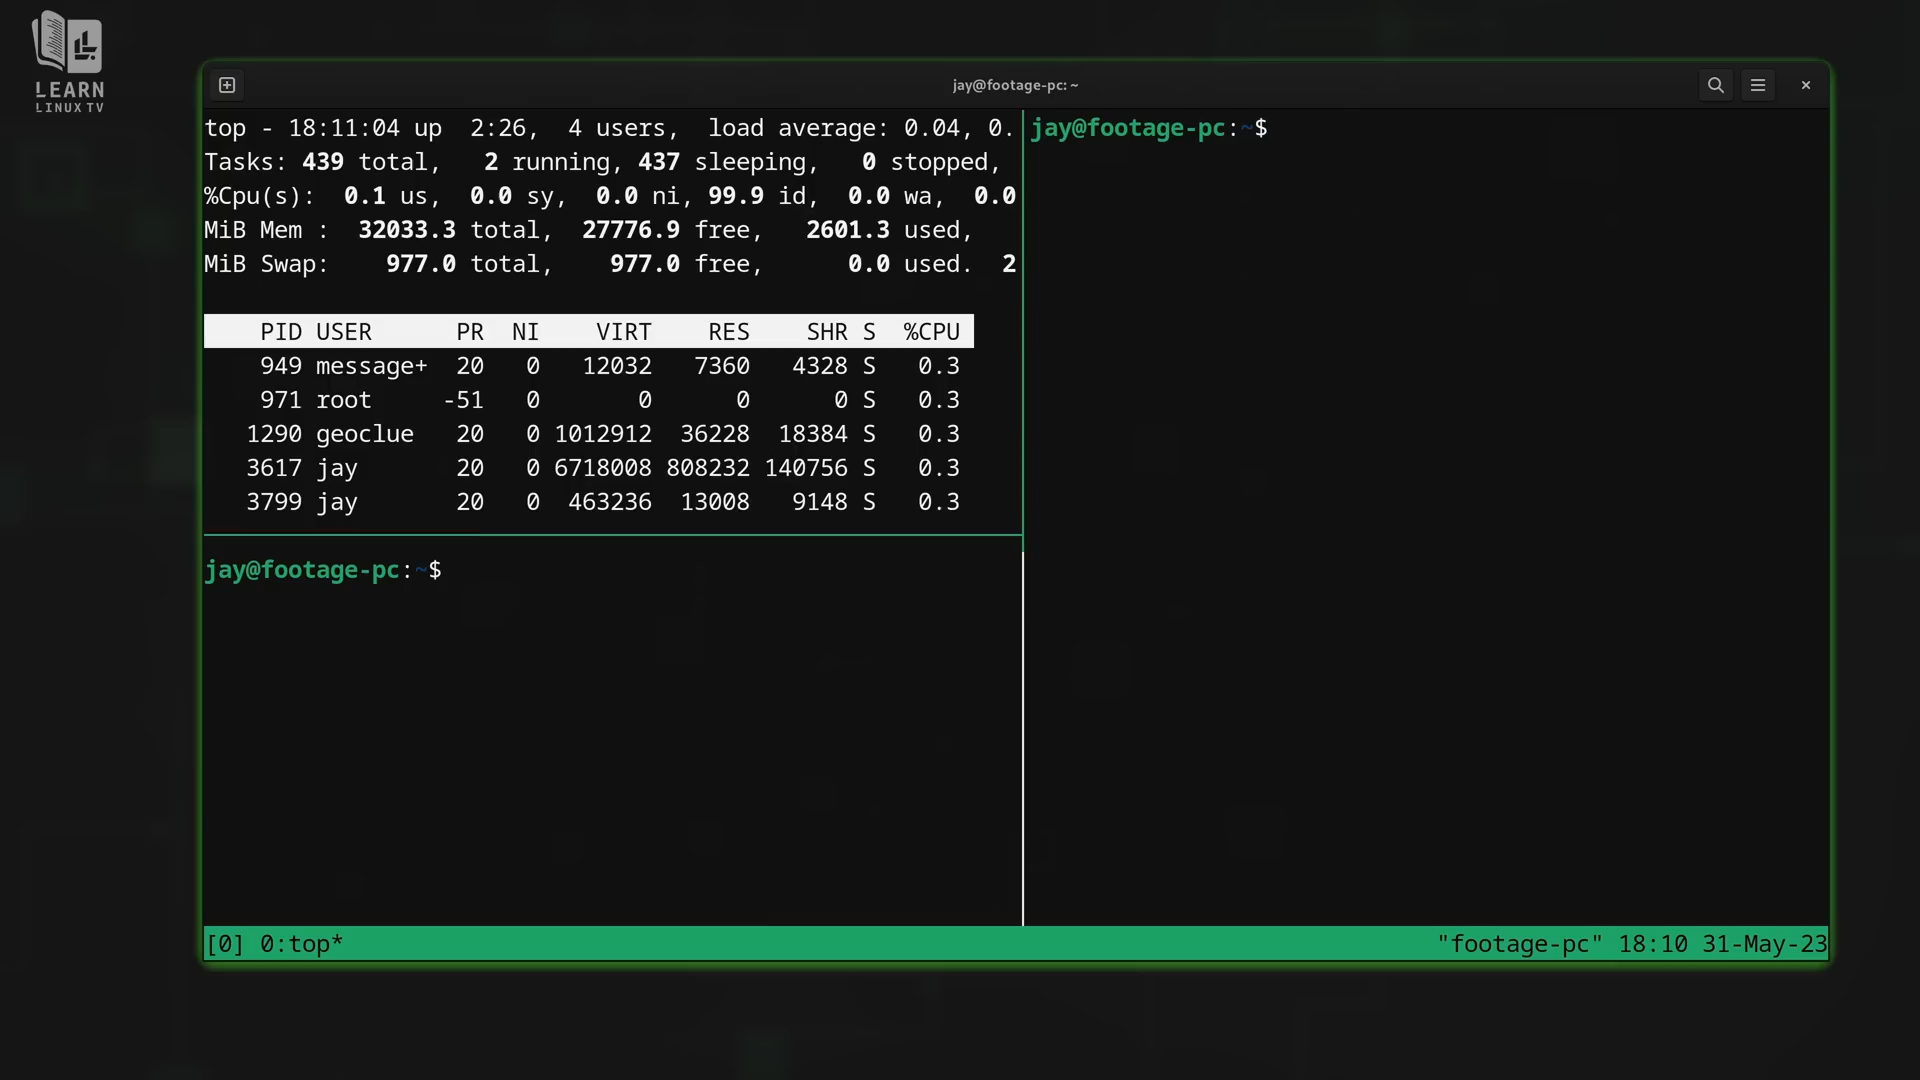 LEARN
LINUX TV
jay@footage-pc: ~
top - 18:11:04 up  2:26,  4 users,  load average: 0.04, 0.
Tasks: 439 total,   2 running, 437 sleeping,   0 stopped,
%Cpu(s):  0.1 us,  0.0 sy,  0.0 ni, 99.9 id,  0.0 wa,  0.0
MiB Mem :  32033.3 total,  27776.9 free,   2601.3 used,
MiB Swap:    977.0 total,    977.0 free,      0.0 used.  2
PID USER      PR  NI    VIRT    RES    SHR S  %CPU
949 message+  20   0   12032   7360   4328 S   0.3
971 root     -51   0       0      0      0 S   0.3
1290 geoclue   20   0 1012912  36228  18384 S   0.3
3617 jay       20   0 6718008 808232 140756 S   0.3
3799 jay       20   0  463236  13008   9148 S   0.3
jay@footage-pc:~$
jay@footage-pc:~$
[0] 0:top*
"footage-pc" 18:10 31-May-23